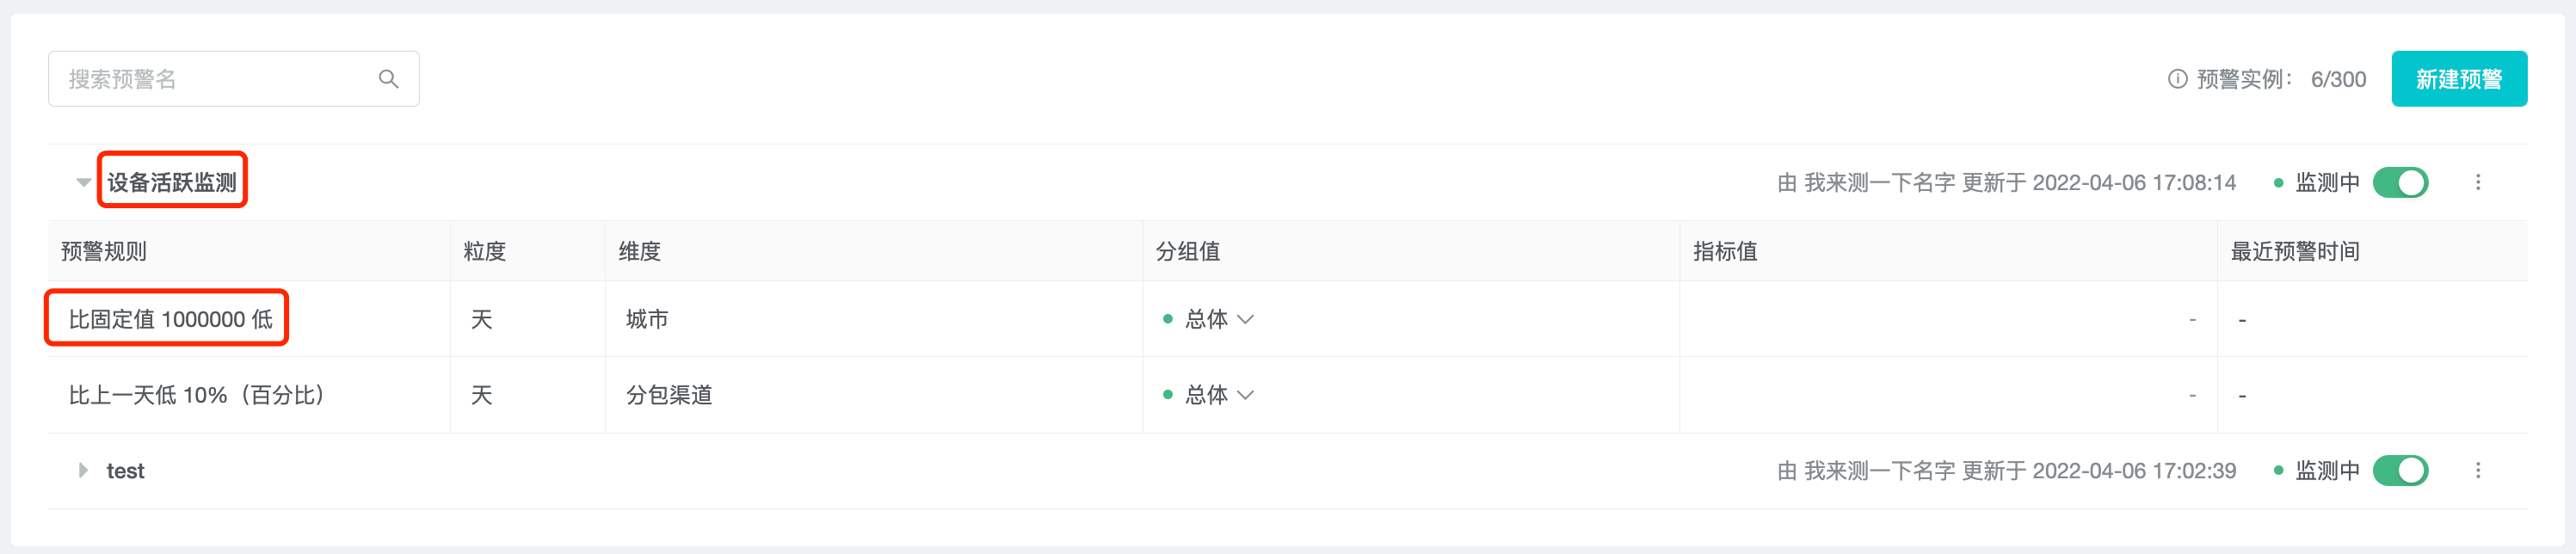 搜索预警名
预警实例： 6/300 新建预警
设备活跃监测 由 我来测一下名字 更新于 2022-04-06 17:08:14 监测中
预警规则 粒度 维度 分组值 指标值 最近预警时间
比固定值 1000000 低 天 城市 总体 - -
比上一天低 10%（百分比） 天 分包渠道 总体 - -
test 由 我来测一下名字 更新于 2022-04-06 17:02:39 监测中